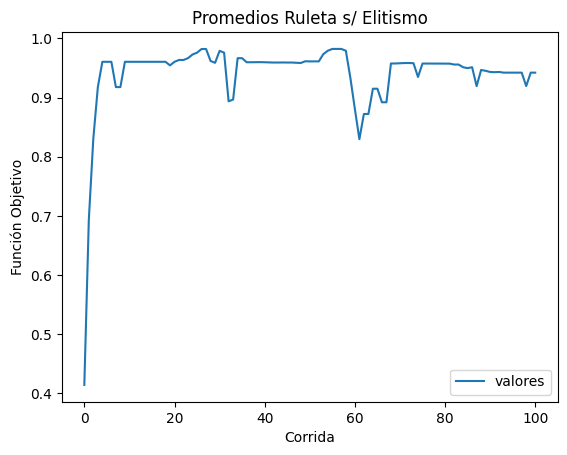 Promedios Ruleta s/ Elitismo
1.0
0.9
0.8
0.7
0.6
0.5
0.4
Función Objetivo
valores
0 20 40 60 80 100
Corrida